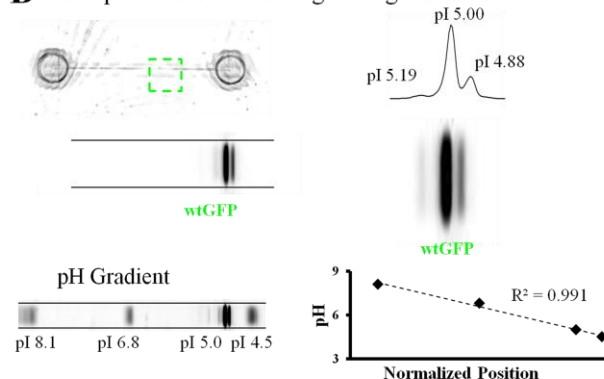 B
pI 5.00
pI 5.19
pI 4.88
wtGFP
wtGFP
pH Gradient
pI 8.1 pI 6.8 pI 5.0 pI 4.5
9
6
3
pH
R² = 0.991
Normalized Position